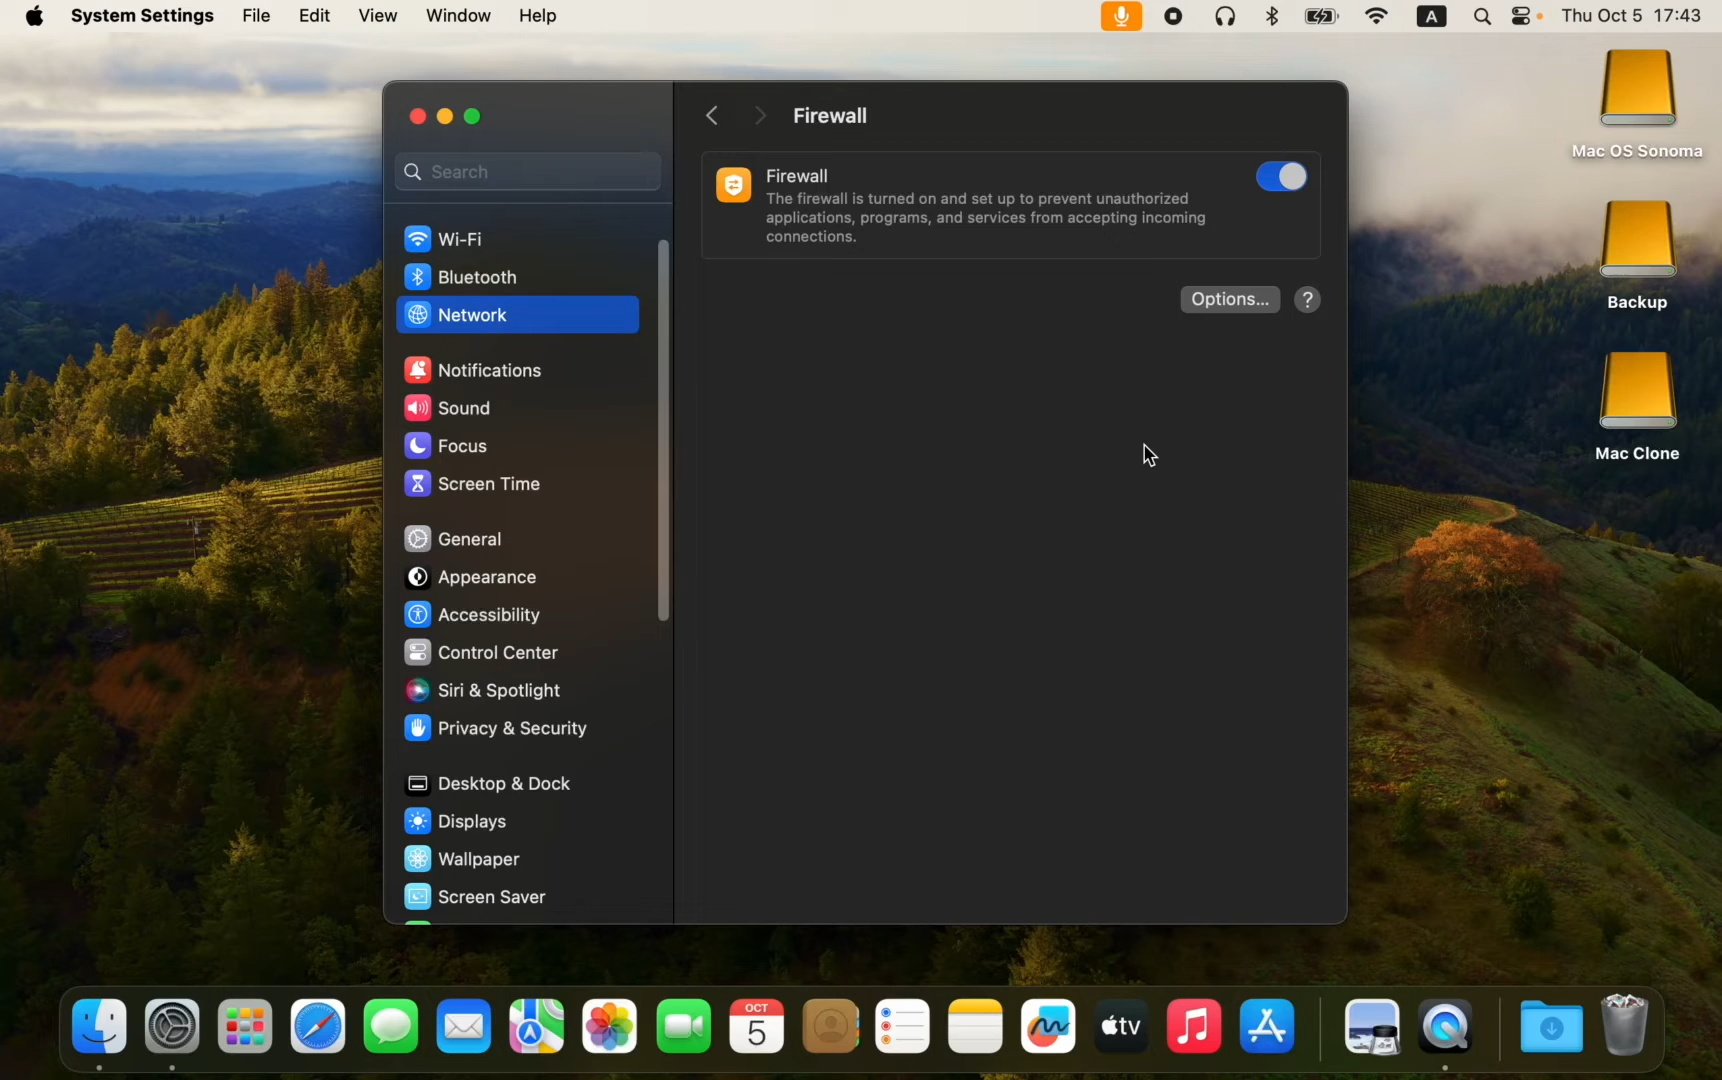 System Settings File Edit View Window Help A Thu Oct 5 17:43
Mac OS Sonoma
Backup
Mac Clone
Search
Wi-Fi
Bluetooth
Network
Notifications
Sound
Focus
Screen Time
General
Appearance
Accessibility
Control Center
Siri & Spotlight
Privacy & Security
Desktop & Dock
Displays
Wallpaper
Screen Saver
Firewall
Firewall
The firewall is turned on and set up to prevent unauthorized
applications, programs, and services from accepting incoming
connections.
Options... ?
OCT
5
tv